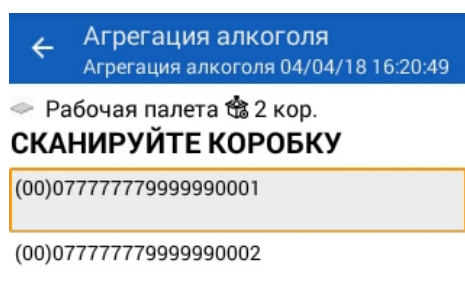 Агрегация алкоголя
Агрегация алкоголя 04/04/18 16:20:49
Рабочая палета 2 кор.
СКАНИРУЙТЕ КОРОБКУ
(00)077777779999990001
(00)077777779999990002